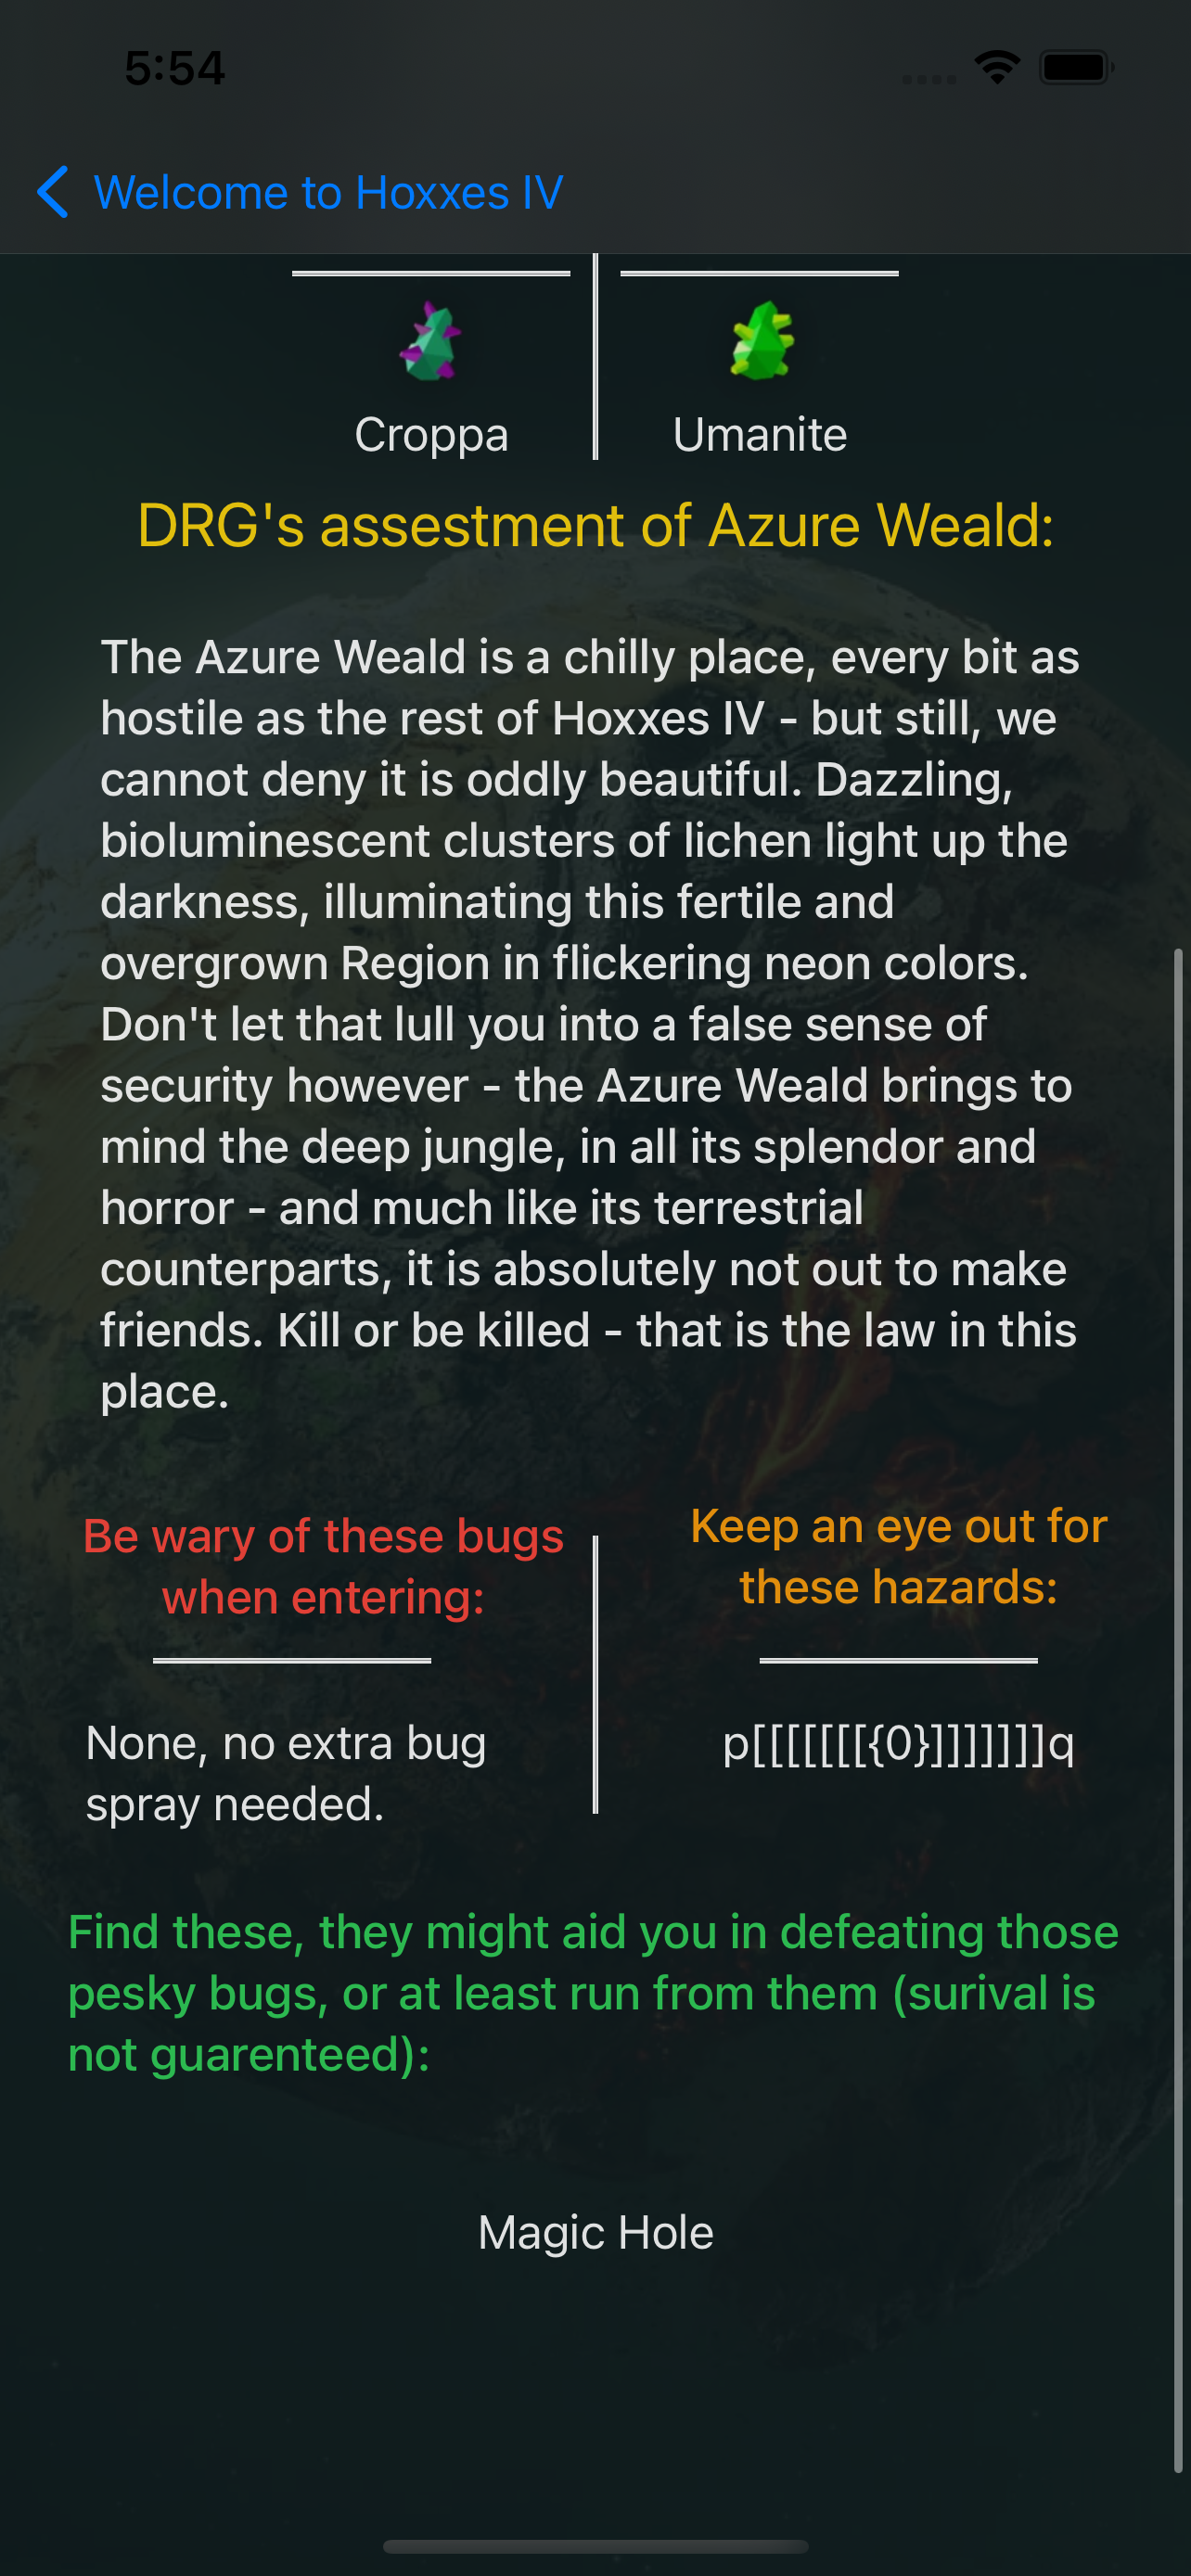 5:54
Welcome to Hoxxes IV
Croppa
Umanite
DRG's assestment of Azure Weald:
The Azure Weald is a chilly place, every bit as
hostile as the rest of Hoxxes IV - but still, we
cannot deny it is oddly beautiful. Dazzling,
bioluminescent clusters of lichen light up the
darkness, illuminating this fertile and
overgrown Region in flickering neon colors.
Don't let that lull you into a false sense of
security however - the Azure Weald brings to
mind the deep jungle, in all its splendor and
horror - and much like its terrestrial
counterparts, it is absolutely not out to make
friends. Kill or be killed - that is the law in this
place.
Be wary of these bugs
when entering:
None, no extra bug
spray needed.
Keep an eye out for
these hazards:
p[[[[[[[{0}]]]]]]]q
Find these, they might aid you in defeating those
pesky bugs, or at least run from them (surival is
not guarenteed):
Magic Hole